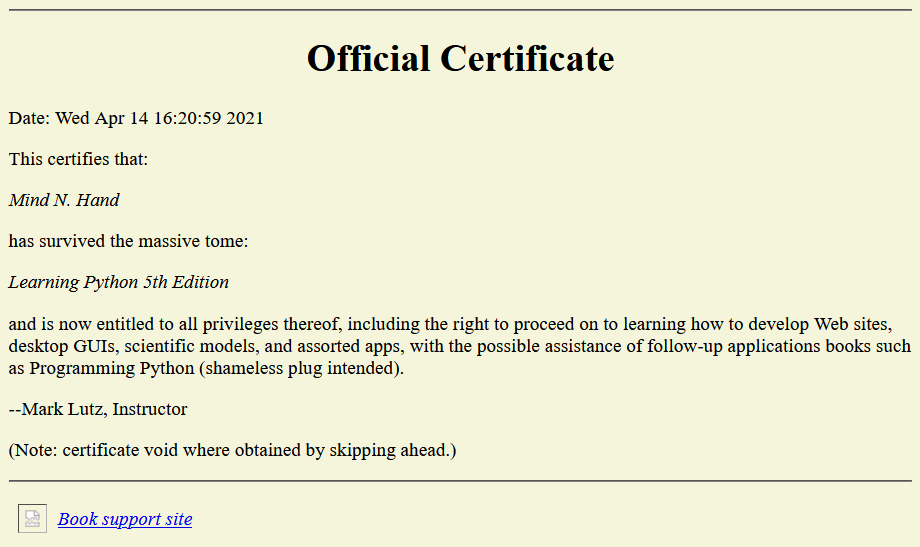 Official Certificate
Date: Wed Apr 14 16:20:59 2021
This certifies that:
Mind N. Hand
has survived the massive tome:
Learning Python 5th Edition
and is now entitled to all privileges thereof, including the right to proceed on to learning how to develop Web sites,
desktop GUIs, scientific models, and assorted apps, with the possible assistance of follow-up applications books such
as Programming Python (shameless plug intended).
--Mark Lutz, Instructor
(Note: certificate void where obtained by skipping ahead.)
Book support site